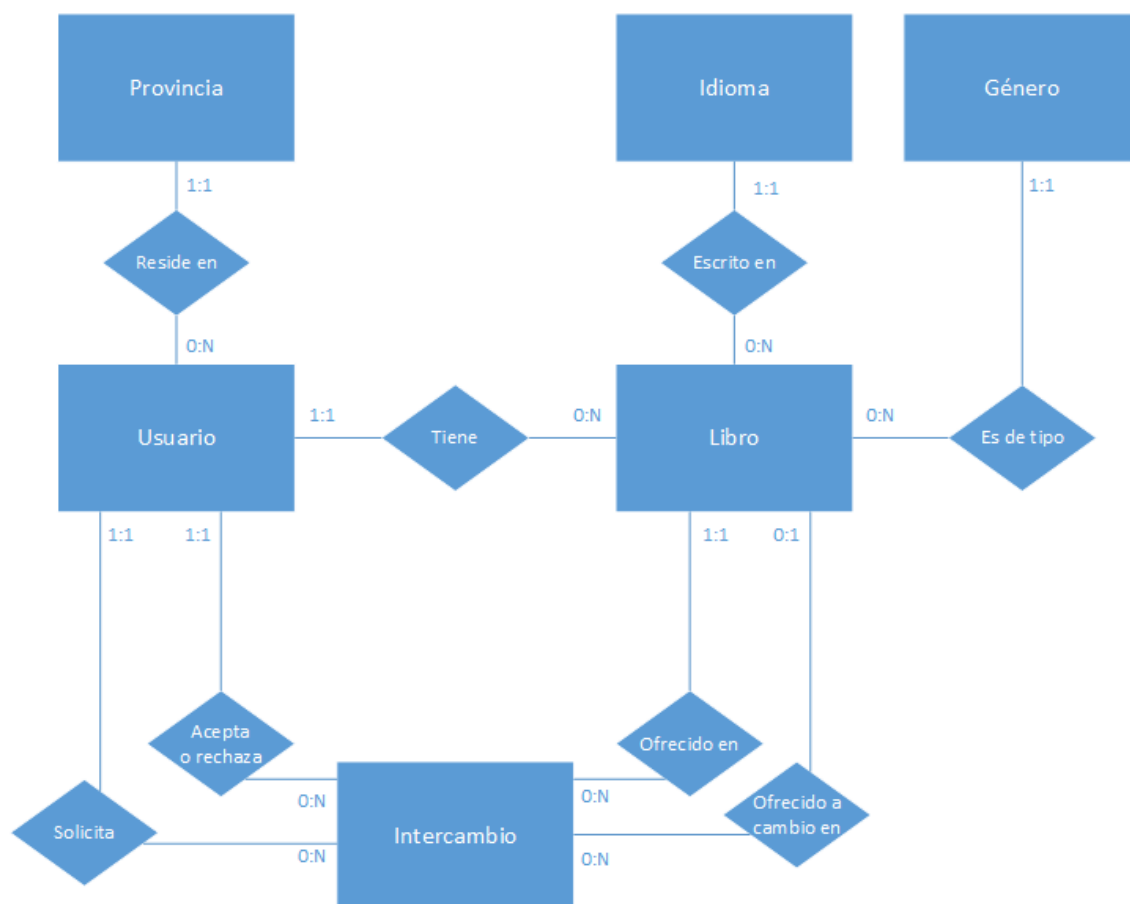 Provincia
Idioma
Género
1:1
1:1
1:1
Reside en
Escrito en
0:N
0:N
Usuario
1:1
Tiene
0:N
Libro
0:N
Es de tipo
1:1
1:1
1:1
0:1
Acepta
o rechaza
Ofrecido en
0:N
0:N
Ofrecido a
cambio en
Solicita
Intercambio
0:N
0:N